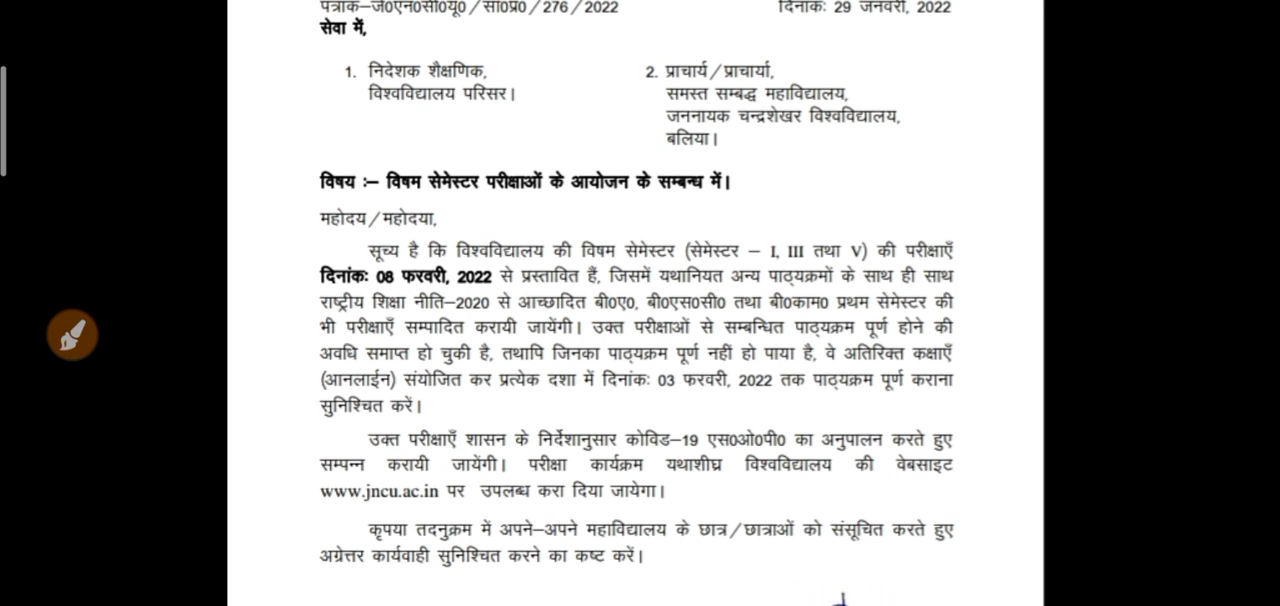 पत्रांक–जे0एन0सी0यू0 / सा0प्र0 / 276 / 2022 दिनांकः 29 जनवरी, 2022
सेवा में,
1. निदेशक शैक्षणिक, 2. प्राचार्य / प्राचार्या,
विश्वविद्यालय परिसर। समस्त सम्बद्ध महाविद्यालय,
जननायक चन्द्रशेखर विश्वविद्यालय,
बलिया।
विषय :– विषम सेमेस्टर परीक्षाओं के आयोजन के सम्बन्ध में।
महोदय / महोदया,
सूच्य है कि विश्वविद्यालय की विषम सेमेस्टर (सेमेस्टर – I, III तथा V) की परीक्षाएँ
दिनांकः 08 फरवरी, 2022 से प्रस्तावित हैं, जिसमें यथानियत अन्य पाठ्यक्रमों के साथ ही साथ
राष्ट्रीय शिक्षा नीति–2020 से आच्छादित बी0ए0, बी0एस0सी0 तथा बी0काम0 प्रथम सेमेस्टर की
भी परीक्षाएँ सम्पादित करायी जायेंगी। उक्त परीक्षाओं से सम्बन्धित पाठ्यक्रम पूर्ण होने की
अवधि समाप्त हो चुकी है, तथापि जिनका पाठ्यक्रम पूर्ण नहीं हो पाया है, वे अतिरिक्त कक्षाएँ
(आनलाईन) संयोजित कर प्रत्येक दशा में दिनांकः 03 फरवरी, 2022 तक पाठ्यक्रम पूर्ण कराना
सुनिश्चित करें।
उक्त परीक्षाएँ शासन के निर्देशानुसार कोविड–19 एस0ओ0पी0 का अनुपालन करते हुए
सम्पन्न करायी जायेंगी। परीक्षा कार्यक्रम यथाशीघ्र विश्वविद्यालय की वेबसाइट
www.jncu.ac.in पर उपलब्ध करा दिया जायेगा।
कृपया तदनुक्रम में अपने–अपने महाविद्यालय के छात्र / छात्राओं को संसूचित करते हुए
अग्रेत्तर कार्यवाही सुनिश्चित करने का कष्ट करें।